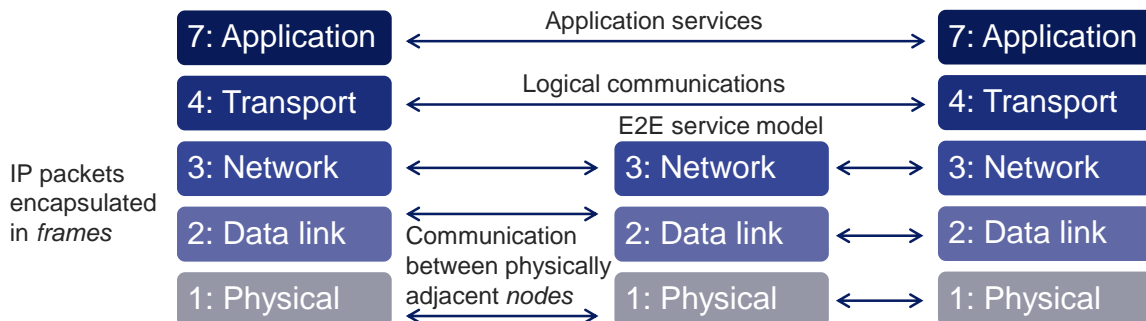 7: Application
Application services
7: Application
4: Transport
Logical communications
4: Transport
E2E service model
IP packets
encapsulated
in frames
3: Network
3: Network
3: Network
2: Data link
Communication
between physically
adjacent nodes
2: Data link
2: Data link
1: Physical
1: Physical
1: Physical